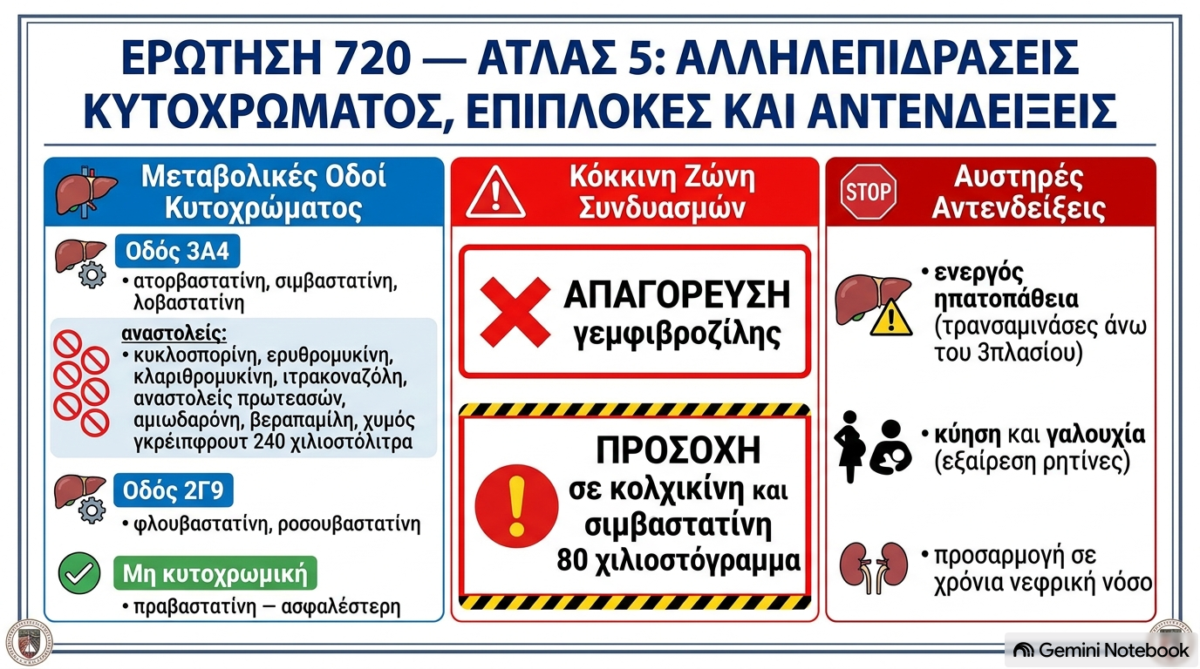 ΕΡΩΤΗΣΗ 720 — ΑΤΛΑΣ 5: ΑΛΛΗΛΕΠΙΔΡΑΣΕΙΣ
ΚΥΤΟΧΡΩΜΑΤΟΣ, ΕΠΙΠΛΟΚΕΣ ΚΑΙ ΑΝΤΕΝΔΕΙΞΕΙΣ
Μεταβολικές Οδοί
Κυτοχρώματος
Οδός 3Α4
• ατορβαστατίνη, σιμβαστατίνη,
λοβαστατίνη
αναστολείς:
• κυκλοσπορίνη, ερυθρομυκίνη,
κλαριθρομυκίνη, ιτρακοναζόλη,
αναστολείς πρωτεασών,
αμιωδαρόνη, βεραπαμίλη, χυμός
γκρέιπφρουτ 240 χιλιοστόλιτρα
Οδός 2Γ9
• φλουβαστατίνη, ροσουβαστατίνη
Μη κυτοχρωμική
• πραβαστατίνη — ασφαλέστερη
Κόκκινη Ζώνη
Συνδυασμών
ΑΠΑΓΟΡΕΥΣΗ
γεμφιβροζίλης
ΠΡΟΣΟΧΗ
σε κολχικίνη και
σιμβαστατίνη
80 χιλιοστόγραμμα
STOP
Αυστηρές
Αντενδείξεις
• ενεργός
ηπατοπάθεια
(τρανσαμινάσες άνω
του 3πλασίου)
• κύηση και γαλουχία
(εξαίρεση ρητίνες)
• προσαρμογή σε
χρόνια νεφρική νόσο
Gemini Notebook